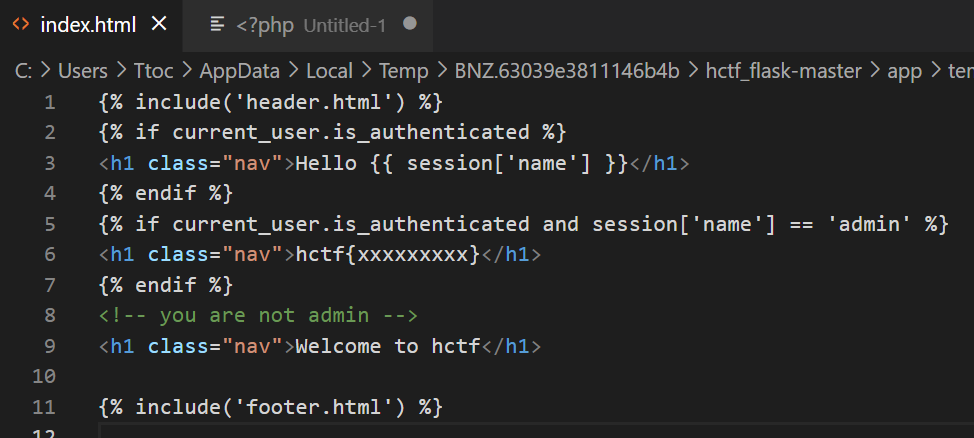 <> index.html × <?php Untitled-1 ●
C: > Users > Ttoc > AppData > Local > Temp > BNZ.63039e3811146b4b > hctf_flask-master > app >
1 {% include('header.html') %}
2 {% if current_user.is_authenticated %}
3 <h1 class="nav">Hello {{ session['name'] }}</h1>
4 {% endif %}
5 {% if current_user.is_authenticated and session['name'] == 'admin' %}
6 <h1 class="nav">hctf{xxxxxxxxx}</h1>
7 {% endif %}
8 <!-- you are not admin -->
9 <h1 class="nav">Welcome to hctf</h1>
10
11 {% include('footer.html') %}
12